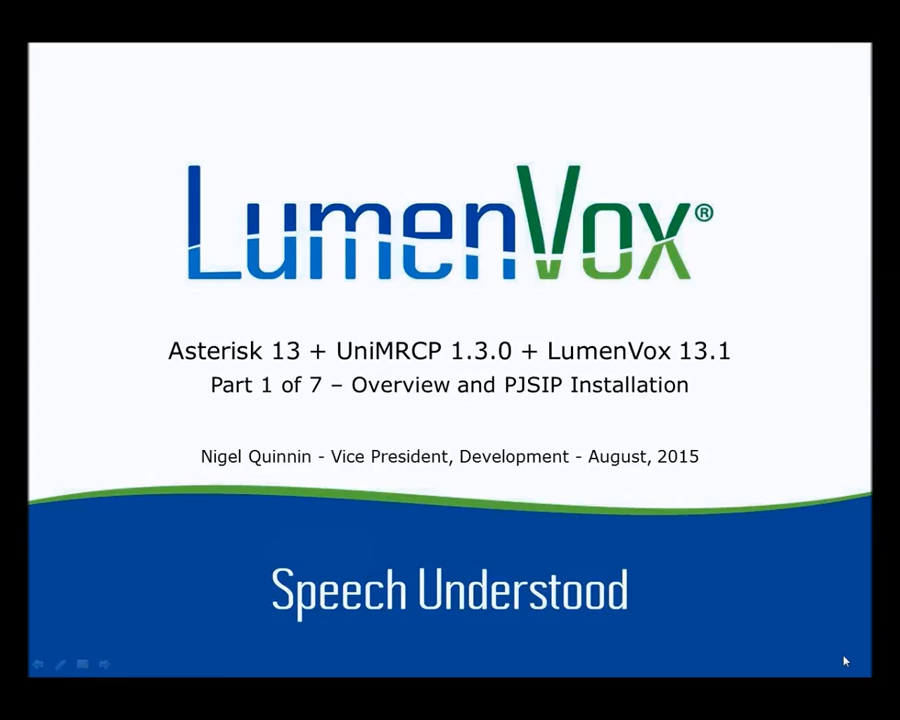 LumenVox®
Asterisk 13 + UniMRCP 1.3.0 + LumenVox 13.1
Part 1 of 7 – Overview and PJSIP Installation
Nigel Quinnin - Vice President, Development - August, 2015
Speech Understood